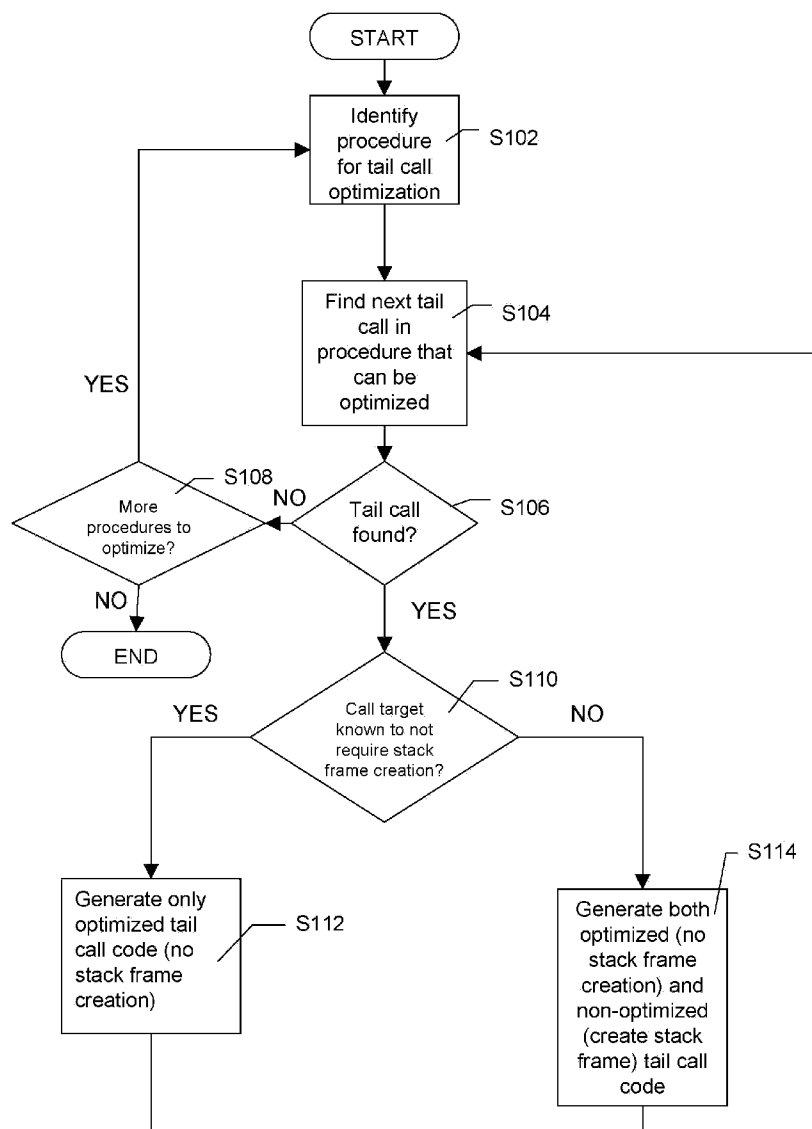 START
Identify
procedure
for tail call
optimization
S102
Find next tail
call in
procedure that
can be
optimized
S104
YES
S108
More
procedures to
optimize?
NO
Tail call
found?
S106
NO
YES
END
S110
YES
Call target
known to not
require stack
frame creation?
NO
S114
Generate only
optimized tail
call code (no
stack frame
creation)
S112
Generate both
optimized (no
stack frame
creation) and
non-optimized
(create stack
frame) tail call
code